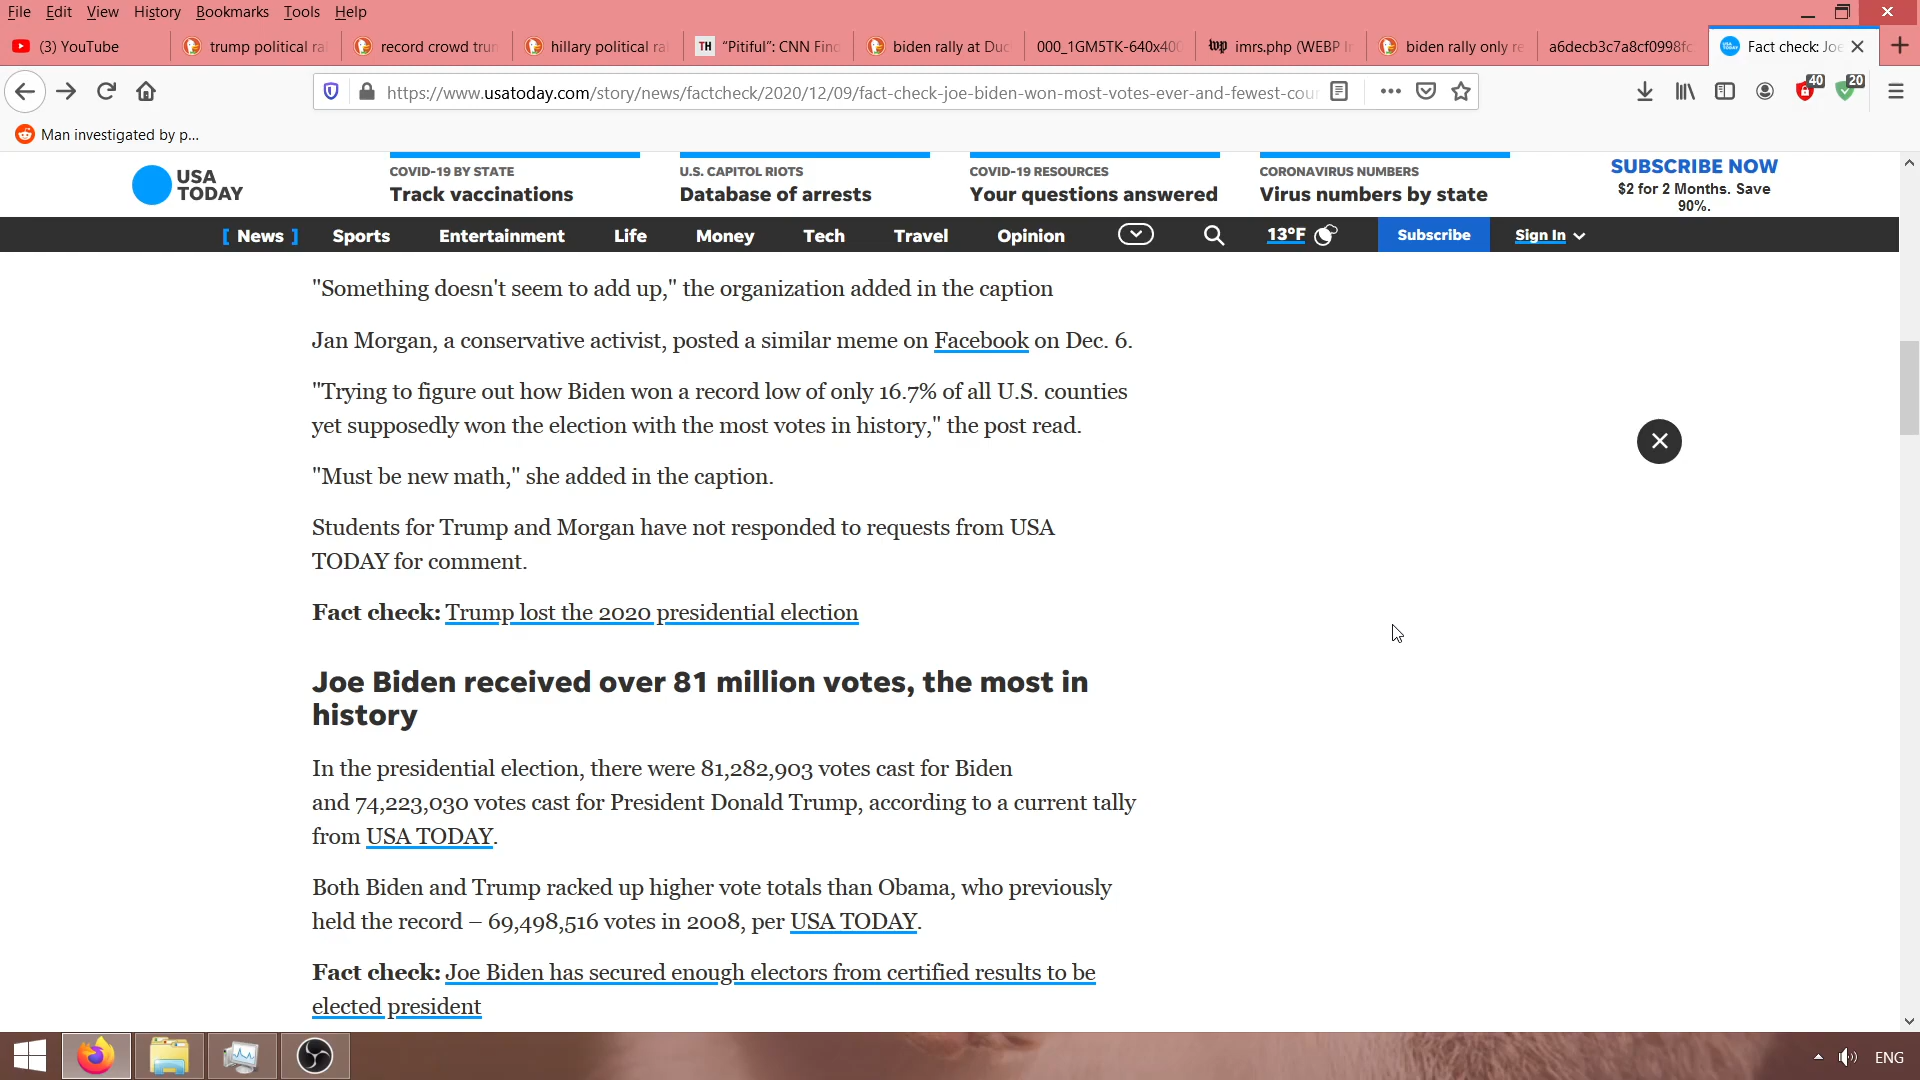 File Edit View History Bookmarks Tools Help
(3) YouTube
trump political ra
record crowd trum
hillary political ra
TH "Pitiful": CNN Find
biden rally at Duc
000_1GM5TK-640x400
wp imrs.php (WEBP I
biden rally only re
a6decb3c7a8cf0998fc
USA TODAY Fact check: Joe
https://www.usatoday.com/story/news/factcheck/2020/12/09/fact-check-joe-biden-won-most-votes-ever-and-fewest-cou
40
20
Man investigated by p...
USA
TODAY
COVID-19 BY STATE
Track vaccinations
U.S. CAPITOL RIOTS
Database of arrests
COVID-19 RESOURCES
Your questions answered
CORONAVIRUS NUMBERS
Virus numbers by state
SUBSCRIBE NOW
$2 for 2 Months. Save
90%.
[ News ] Sports Entertainment Life Money Tech Travel Opinion 13°F Subscribe Sign In
"Something doesn't seem to add up," the organization added in the caption
Jan Morgan, a conservative activist, posted a similar meme on Facebook on Dec. 6.
"Trying to figure out how Biden won a record low of only 16.7% of all U.S. counties
yet supposedly won the election with the most votes in history," the post read.
"Must be new math," she added in the caption.
Students for Trump and Morgan have not responded to requests from USA
TODAY for comment.
Fact check: Trump lost the 2020 presidential election
Joe Biden received over 81 million votes, the most in
history
In the presidential election, there were 81,282,903 votes cast for Biden
and 74,223,030 votes cast for President Donald Trump, according to a current tally
from USA TODAY.
Both Biden and Trump racked up higher vote totals than Obama, who previously
held the record – 69,498,516 votes in 2008, per USA TODAY.
Fact check: Joe Biden has secured enough electors from certified results to be
elected president
ENG